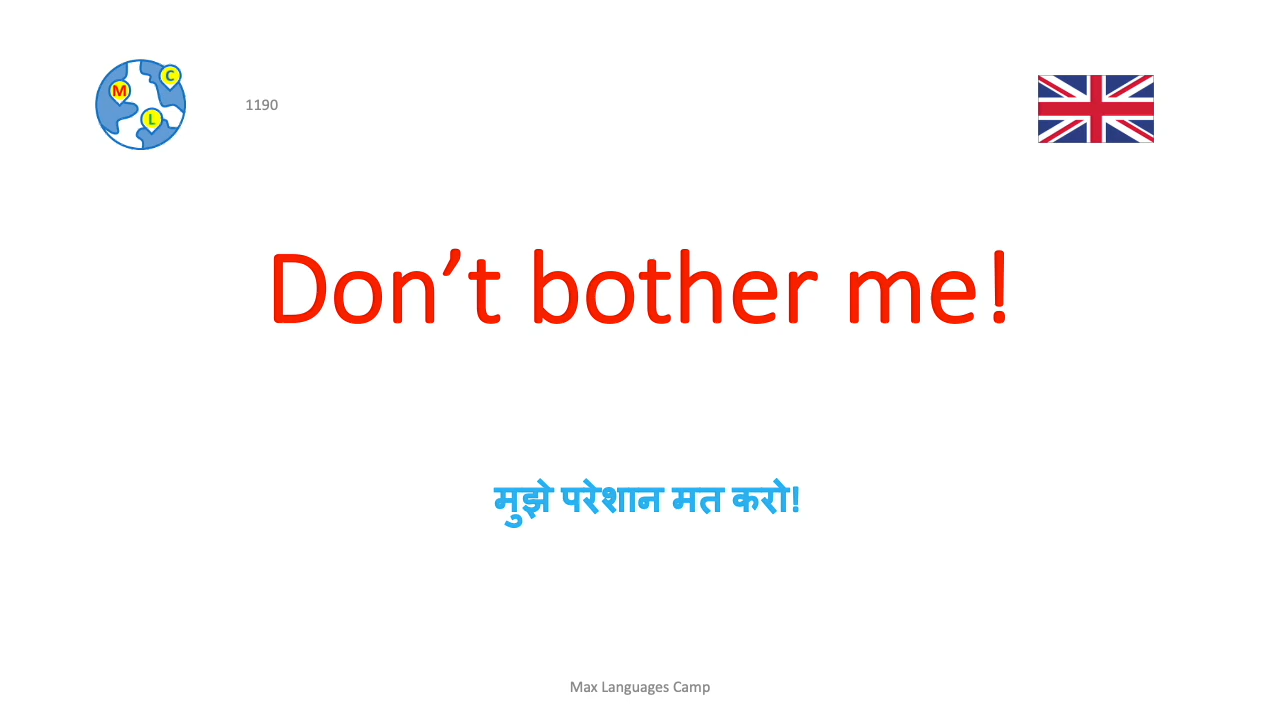 M
C
L
1190
Don’t bother me!
मुझे परेशान मत करो!
Max Languages Camp